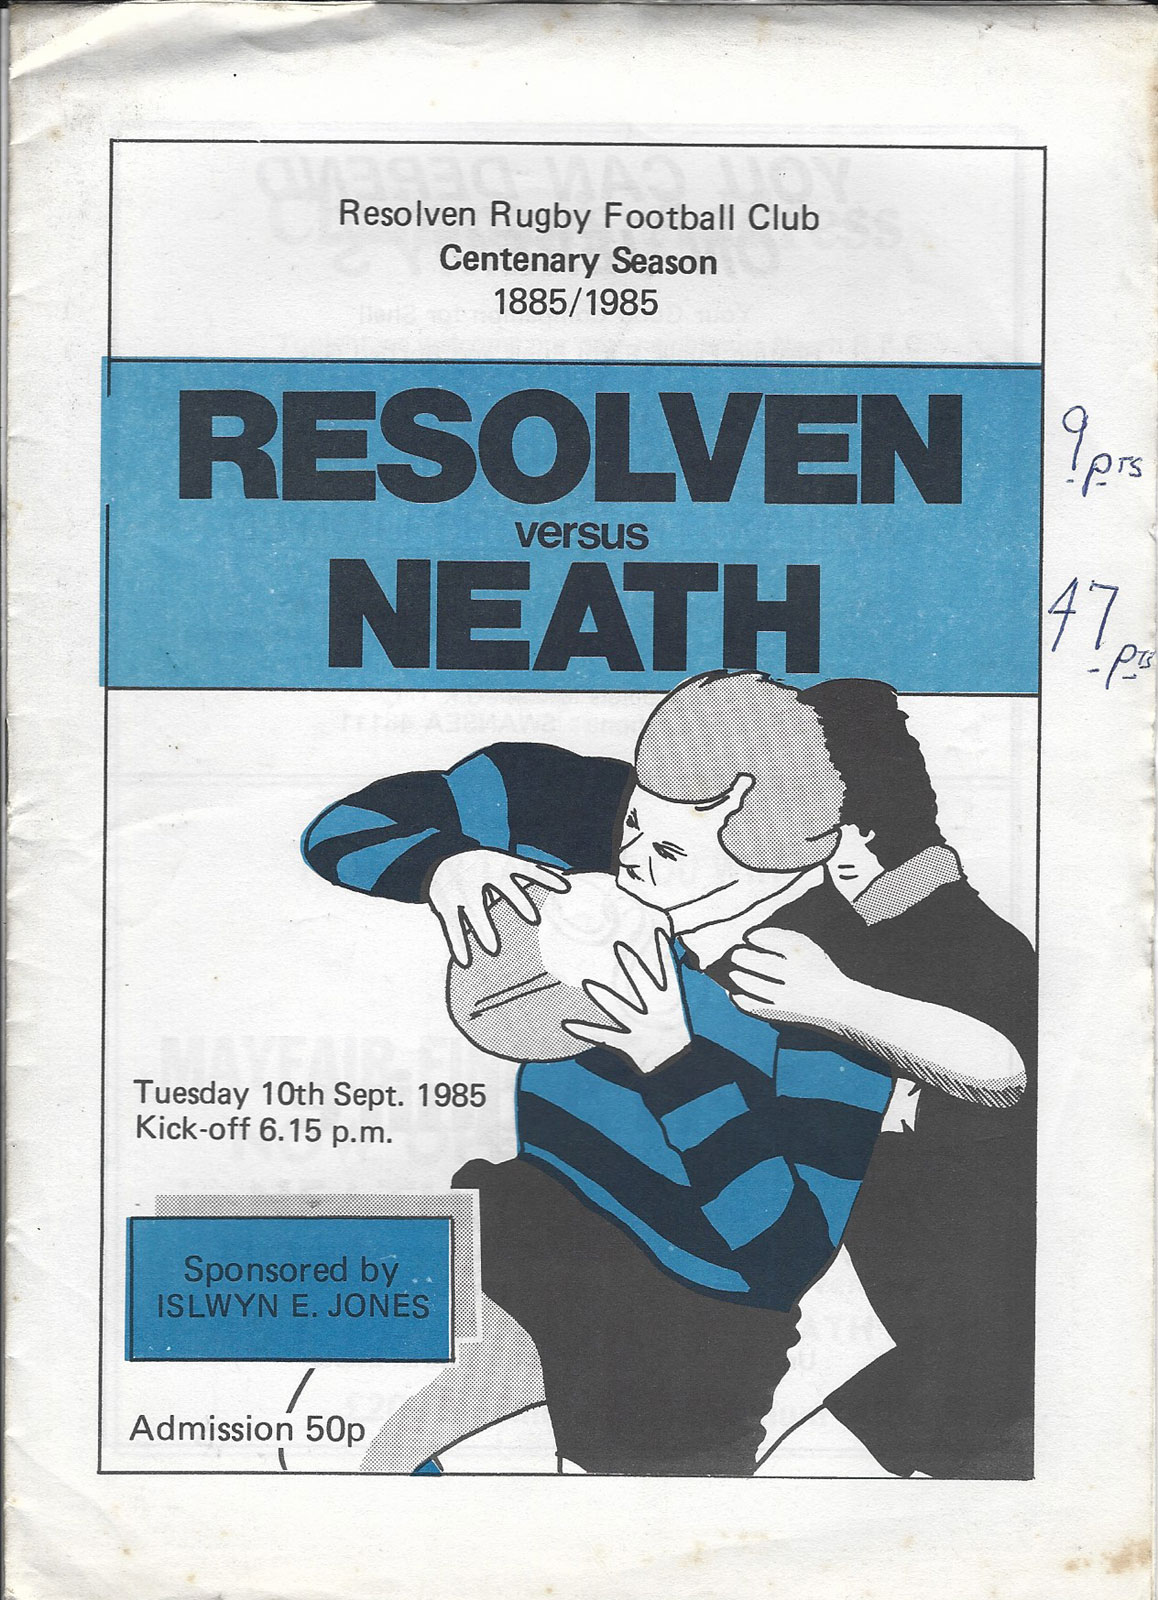 Resolven Rugby Football Club
Centenary Season
1885/1985
RESOLVEN
9 pts
versus
NEATH
47 pts
Tuesday 10th Sept. 1985
Kick-off 6.15 p.m.
Sponsored by
ISLWYN E. JONES
Admission 50p